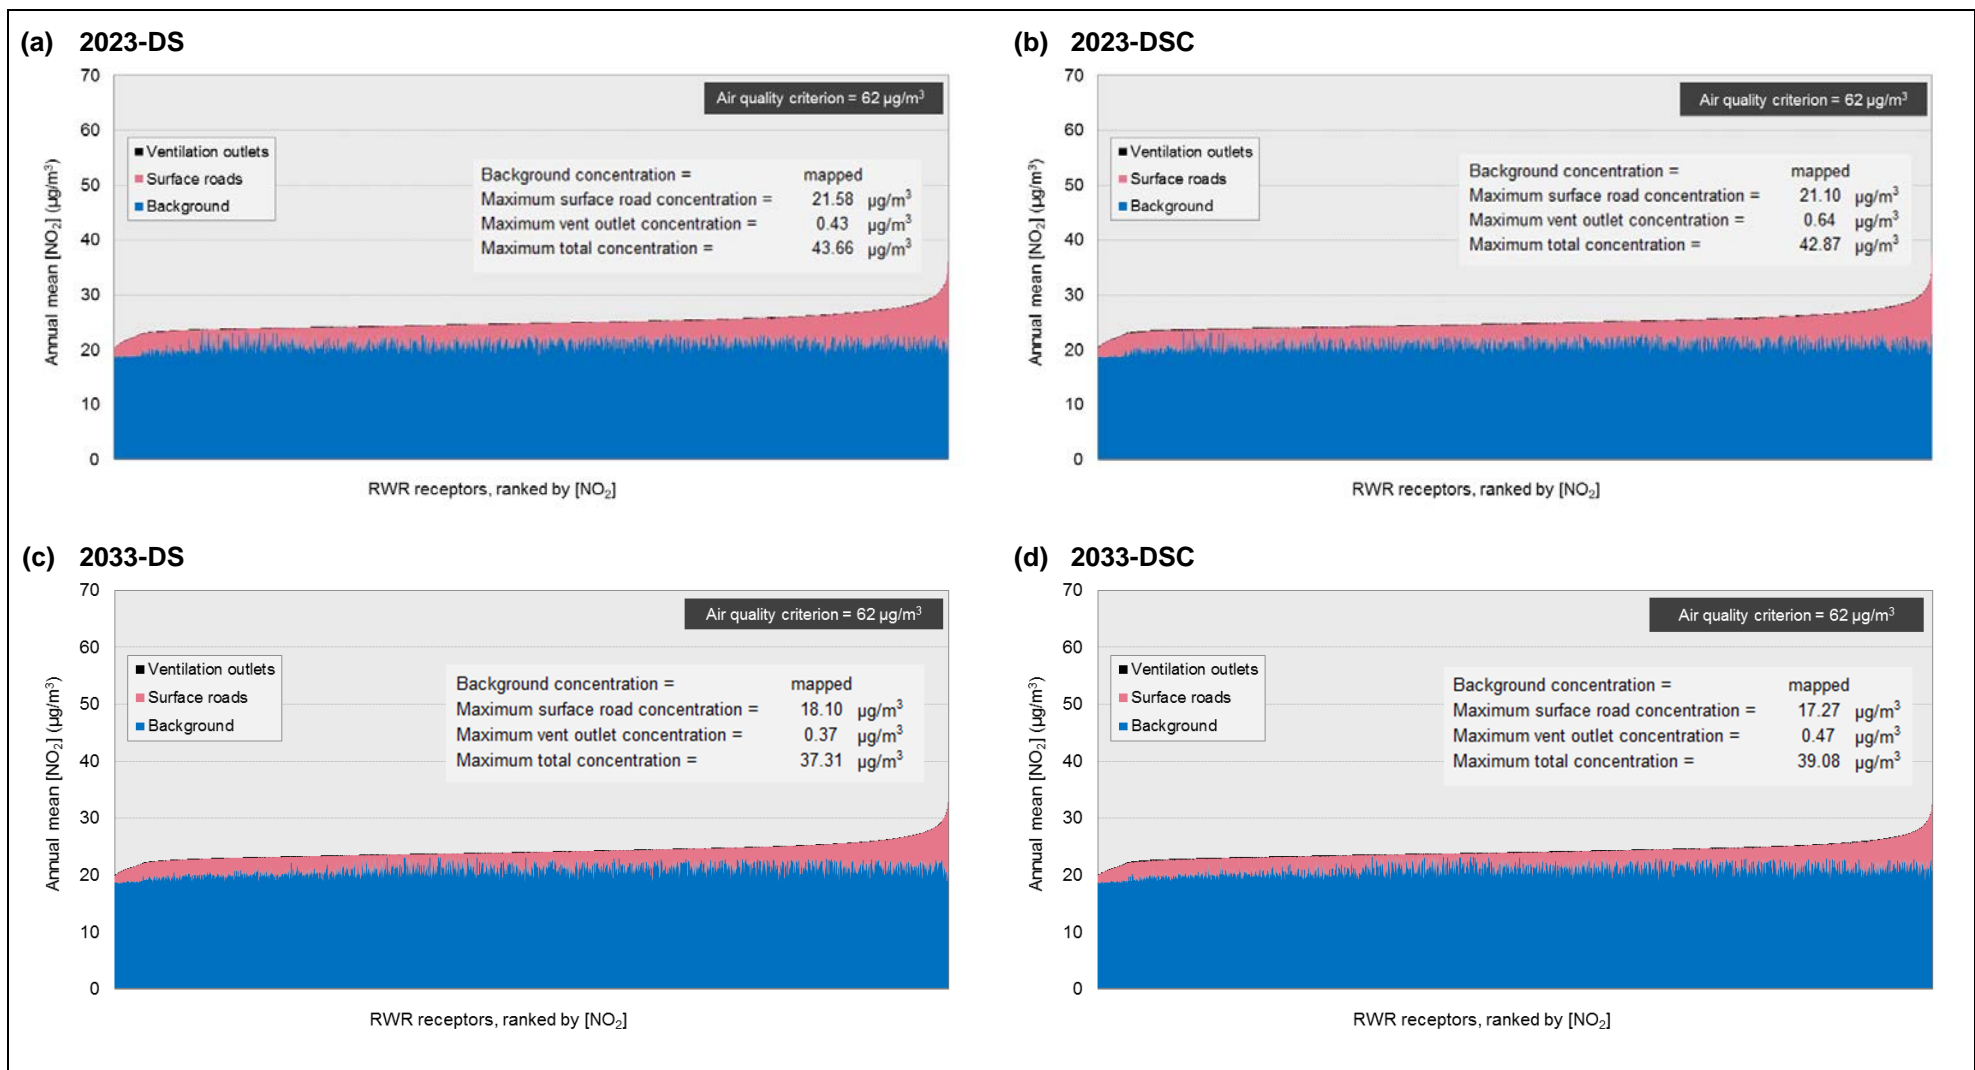 (a) 2023-DS
70
60
50
40
30
20
10
0
Annual mean [NO₂] (µg/m³)
Air quality criterion = 62 µg/m³
Ventilation outlets
Surface roads
Background
Background concentration = mapped
Maximum surface road concentration = 21.58 µg/m³
Maximum vent outlet concentration = 0.43 µg/m³
Maximum total concentration = 43.66 µg/m³
RWR receptors, ranked by [NO₂]
(b) 2023-DSC
70
60
50
40
30
20
10
0
Annual mean [NO₂] (µg/m³)
Air quality criterion = 62 µg/m³
Ventilation outlets
Surface roads
Background
Background concentration = mapped
Maximum surface road concentration = 21.10 µg/m³
Maximum vent outlet concentration = 0.64 µg/m³
Maximum total concentration = 42.87 µg/m³
RWR receptors, ranked by [NO₂]
(c) 2033-DS
70
60
50
40
30
20
10
0
Annual mean [NO₂] (µg/m³)
Air quality criterion = 62 µg/m³
Ventilation outlets
Surface roads
Background
Background concentration = mapped
Maximum surface road concentration = 18.10 µg/m³
Maximum vent outlet concentration = 0.37 µg/m³
Maximum total concentration = 37.31 µg/m³
RWR receptors, ranked by [NO₂]
(d) 2033-DSC
70
60
50
40
30
20
10
0
Annual mean [NO₂] (µg/m³)
Air quality criterion = 62 µg/m³
Ventilation outlets
Surface roads
Background
Background concentration = mapped
Maximum surface road concentration = 17.27 µg/m³
Maximum vent outlet concentration = 0.47 µg/m³
Maximum total concentration = 39.08 µg/m³
RWR receptors, ranked by [NO₂]